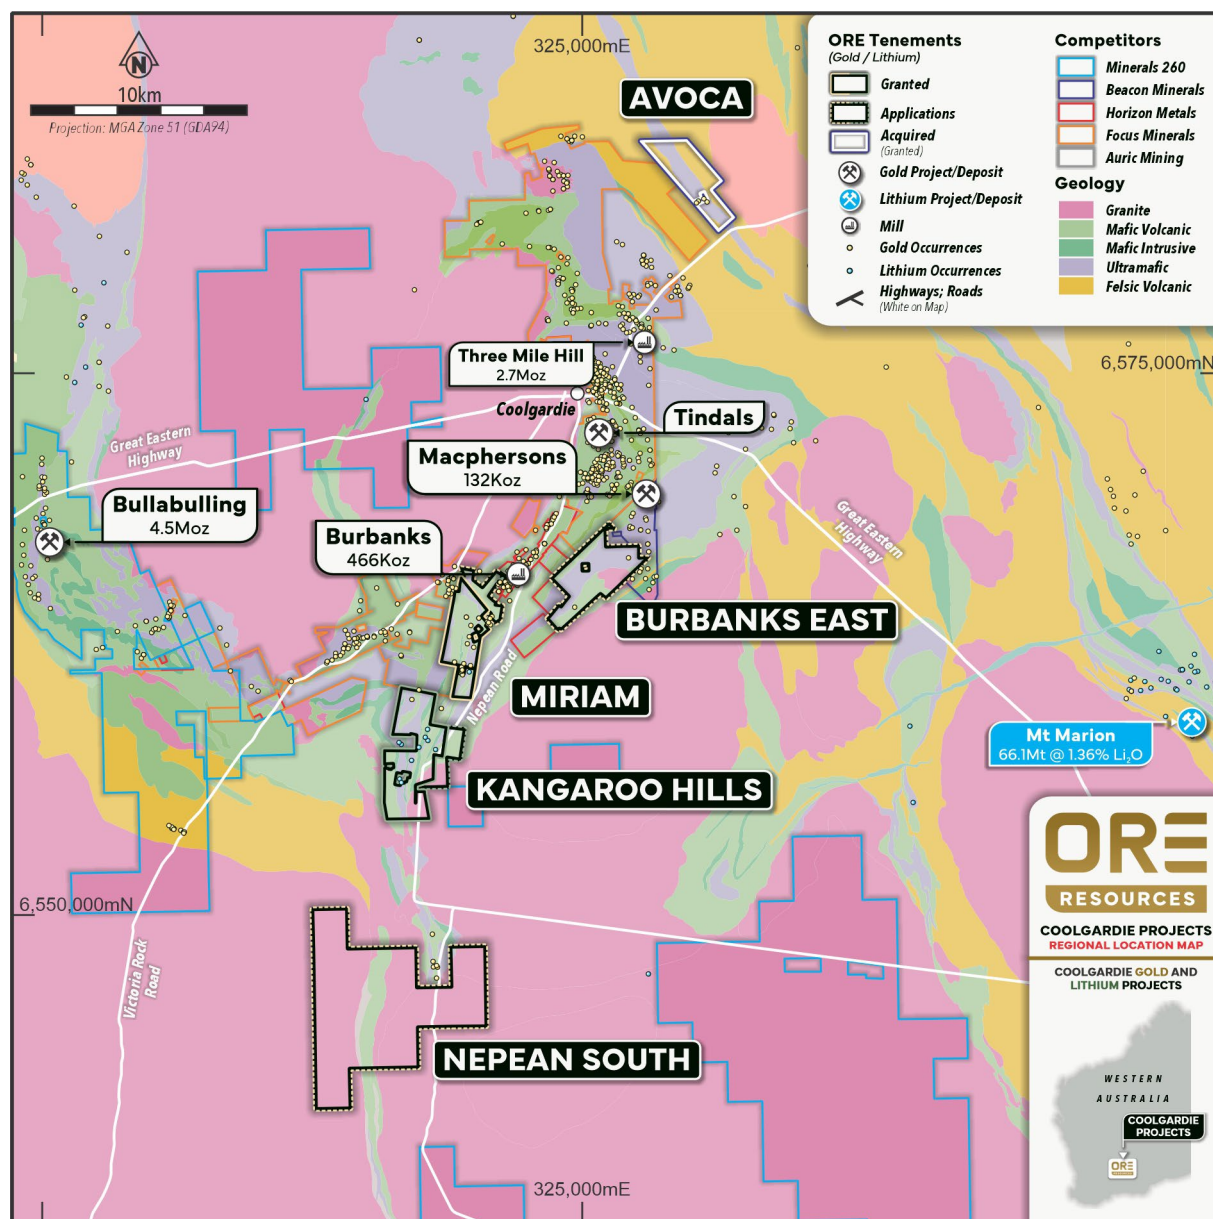 325,000mE
10km
Projection: MGA Zone 51 (GDA94)
AVOCA
ORE Tenements
(Gold / Lithium)
Granted
Applications
Acquired
(Granted)
Gold Project/Deposit
Lithium Project/Deposit
Mill
Gold Occurrences
Lithium Occurrences
Highways; Roads
(White on Map)
Competitors
Minerals 260
Beacon Minerals
Horizon Metals
Focus Minerals
Auric Mining
Geology
Granite
Mafic Volcanic
Mafic Intrusive
Ultramafic
Felsic Volcanic
6,575,000mN
Three Mile Hill
2.7Moz
Coolgardie
Tindals
Great Eastern
Highway
Macphersons
132Koz
Bullabulling
4.5Moz
Great Eastern
Highway
Burbanks
466Koz
BURBANKS EAST
MIRIAM
Nepean Road
Mt Marion
66.1Mt @ 1.36% Li₂O
KANGAROO HILLS
6,550,000mN
Victoria Rock
Road
NEPEAN SOUTH
325,000mE
ORE
RESOURCES
COOLGARDIE PROJECTS
REGIONAL LOCATION MAP
COOLGARDIE GOLD AND
LITHIUM PROJECTS
WESTERN
AUSTRALIA
COOLGARDIE
PROJECTS
ORE